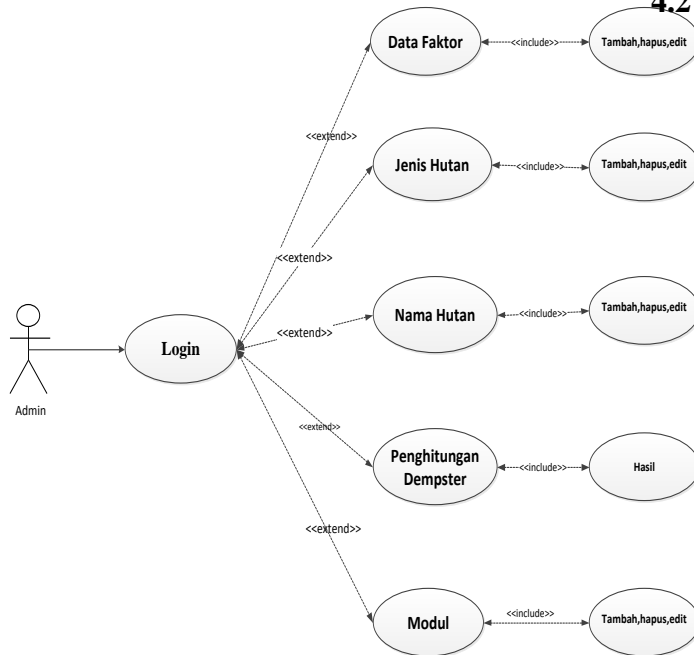 4.2
Data Faktor
<<include>>
Tambah,hapus,edit
<<extend>>
Jenis Hutan
<<include>>
Tambah,hapus,edit
<<extend>>
Nama Hutan
<<include>>
Tambah,hapus,edit
<<extend>>
Login
Admin
<<extend>>
Penghitungan
Dempster
<<include>>
Hasil
<<extend>>
Modul
<<include>>
Tambah,hapus,edit